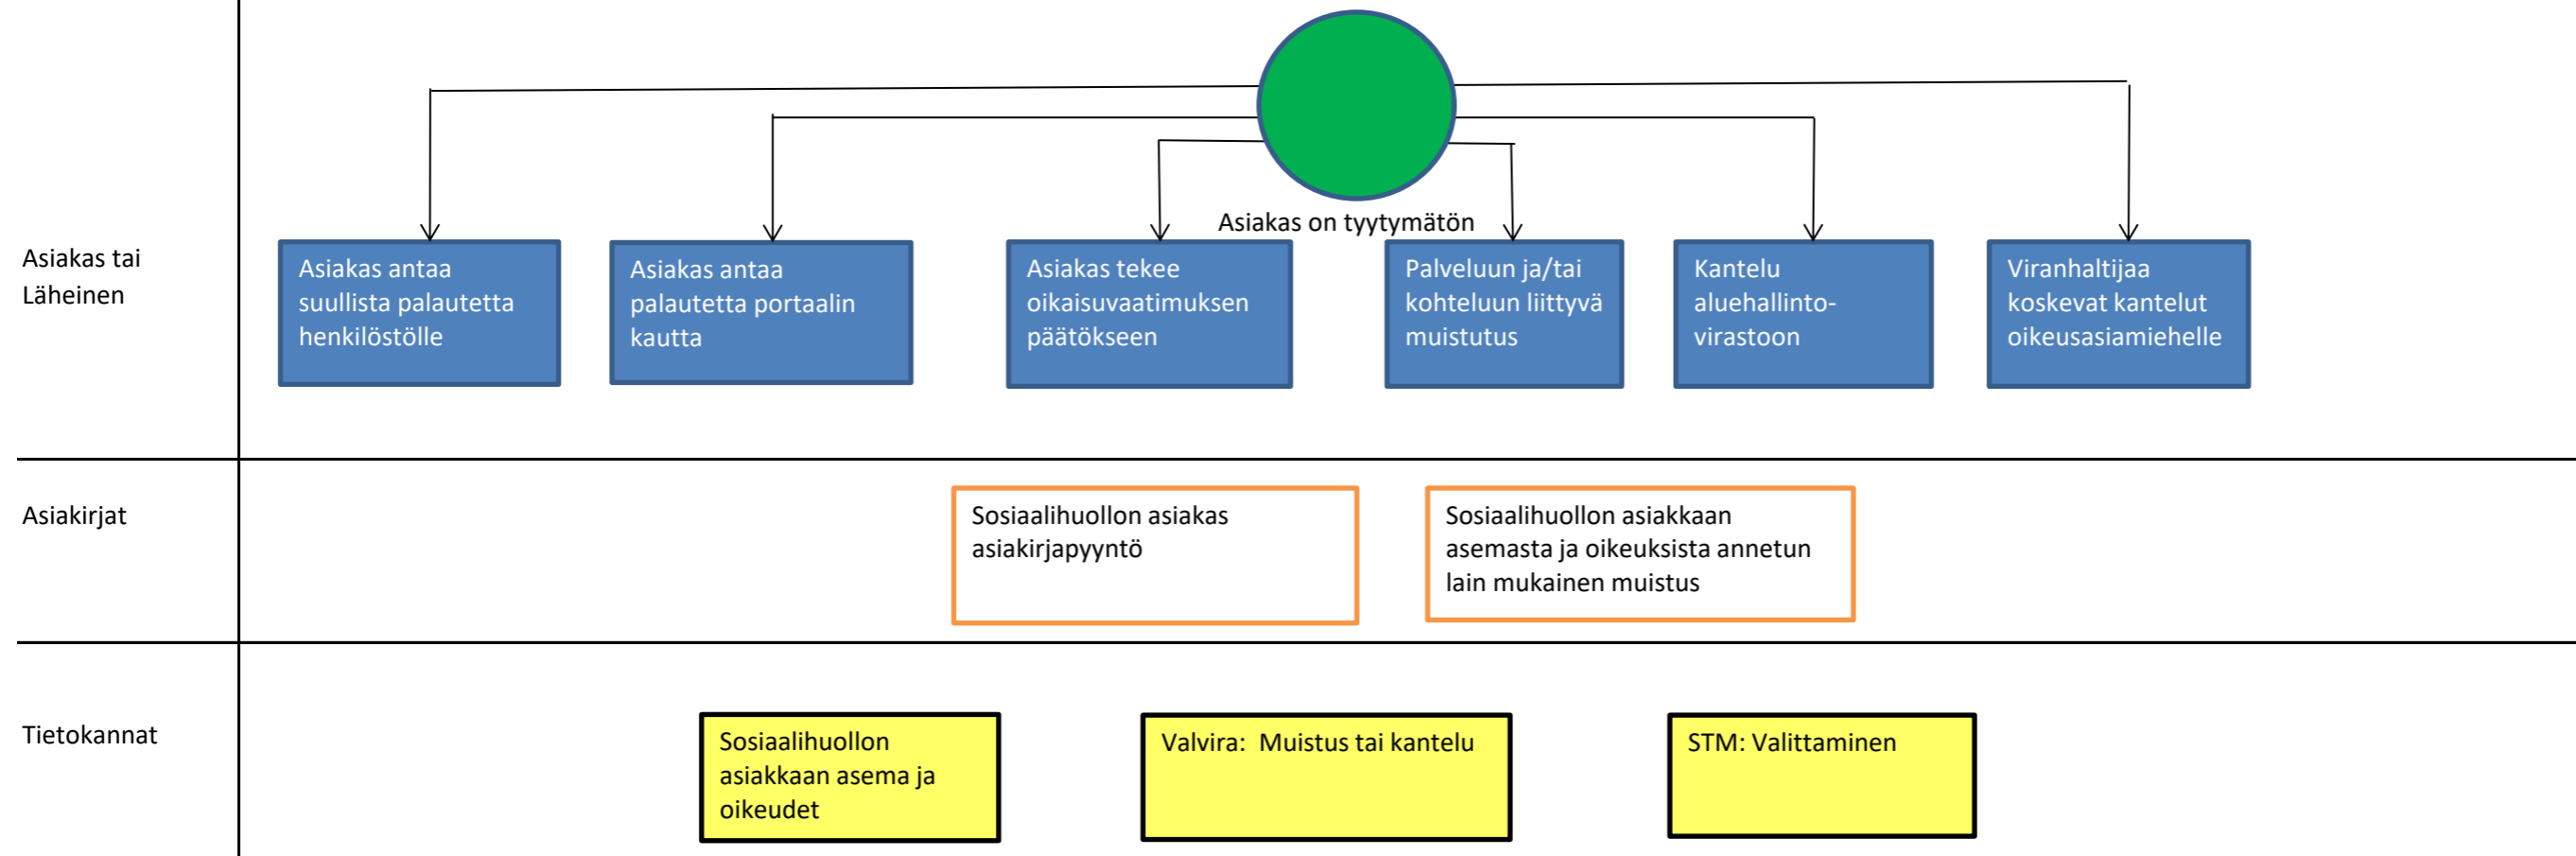 Asiakas on tyytymätön
Asiakas tai
Läheinen
Asiakas antaa
suullista palautetta
henkilöstölle
Asiakas antaa
palautetta portaalin
kautta
Asiakas tekee
oikaisuvaatimuksen
päätökseen
Palveluun ja/tai
kohteluun liittyvä
muistutus
Kantelu
aluehallinto-
virastoon
Viranhaltijaa
koskevat kantelut
oikeusasiamiehelle
Asiakirjat
Sosiaalihuollon asiakas
asiakirjapyyntö
Sosiaalihuollon asiakkaan
asemasta ja oikeuksista annetun
lain mukainen muistus
Tietokannat
Sosiaalihuollon
asiakkaan asema ja
oikeudet
Valvira:  Muistus tai kantelu
STM: Valittaminen